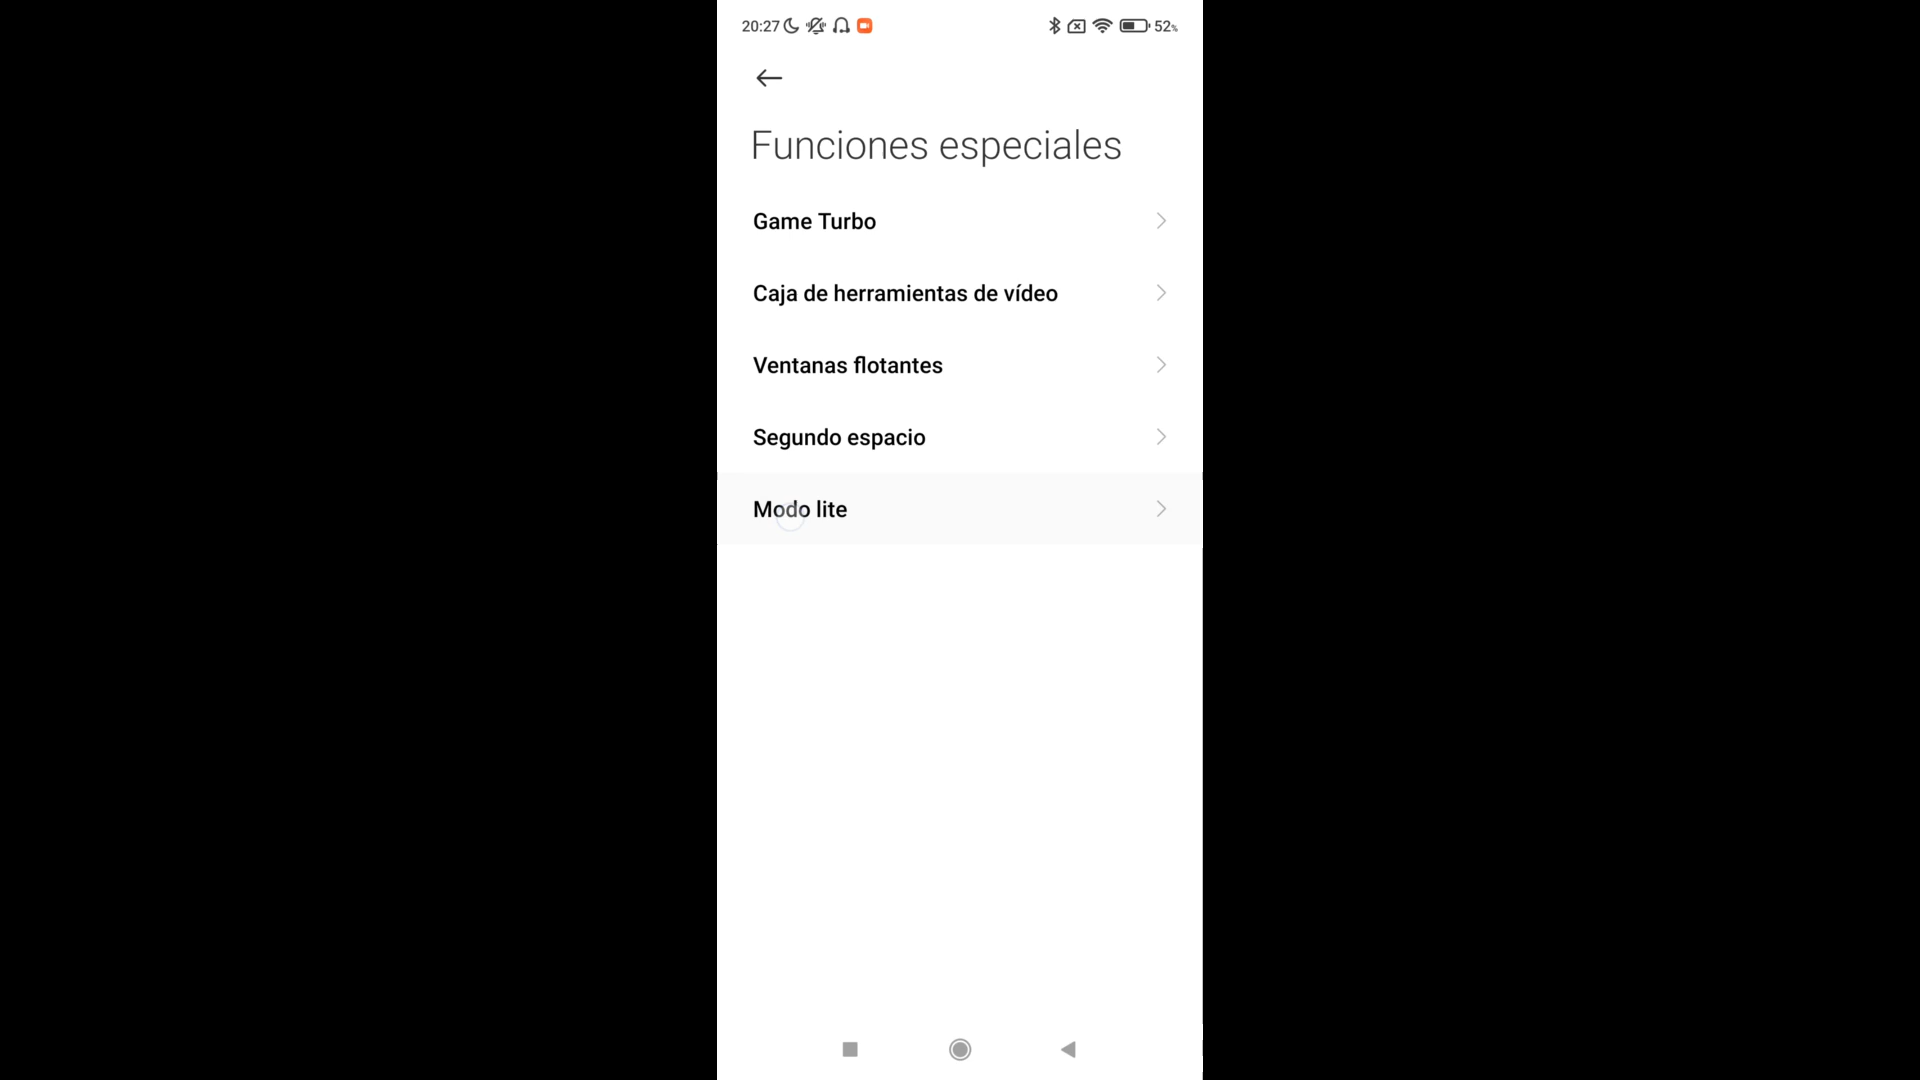 20:27
52%
Funciones especiales
Game Turbo
Caja de herramientas de vídeo
Ventanas flotantes
Segundo espacio
Modo lite